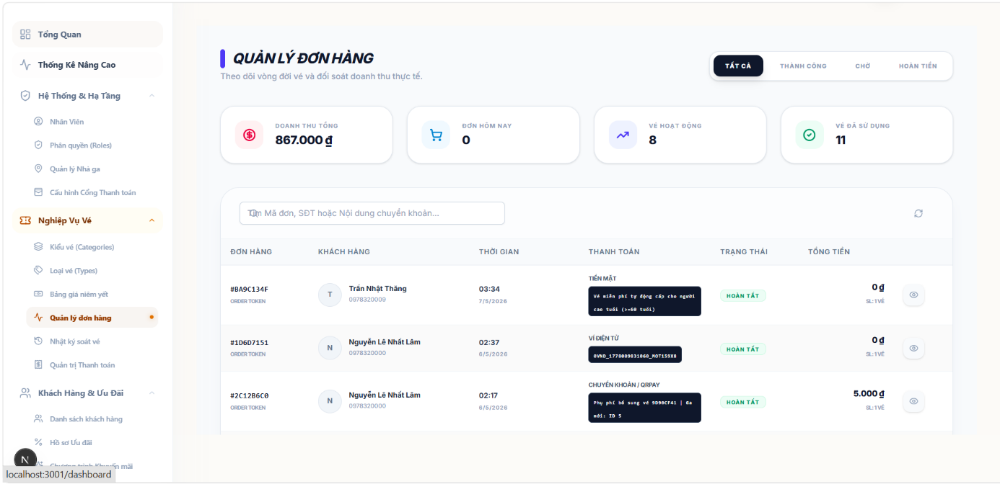 Tổng Quan
Thống Kê Nâng Cao
Hệ Thống & Hạ Tầng
Nhân Viên
Phân quyền (Roles)
Quản lý Nhà ga
Cấu hình Cổng Thanh toán
Nghiệp Vụ Vé
Kiểu vé (Categories)
Loại vé (Types)
Bảng giá niêm yết
Quản lý đơn hàng
Nhật ký soát vé
Quản trị Thanh toán
Khách Hàng & Ưu Đãi
Danh sách khách hàng
Hồ sơ Ưu đãi
Chương trình Khuyến mãi
N
localhost:3001/dashboard
QUẢN LÝ ĐƠN HÀNG
Theo dõi vòng đời vé và đối soát doanh thu thực tế.
TẤT CẢ THÀNH CÔNG CHỜ HOÀN TIỀN
DOANH THU TỔNG
867.000 ₫
ĐƠN HÔM NAY
0
VÉ HOẠT ĐỘNG
8
VÉ ĐÃ SỬ DỤNG
11
Tìm Mã đơn, SĐT hoặc Nội dung chuyển khoản...
ĐƠN HÀNG KHÁCH HÀNG THỜI GIAN THANH TOÁN TRẠNG THÁI TỔNG TIỀN
#BA9C134F
ORDER TOKEN
T
Trần Nhật Thăng
0978320009
03:34
7/5/2026
TIỀN MẶT
Vé miễn phí tự động cấp cho người
cao tuổi (>=60 tuổi)
HOÀN TẤT
0 ₫
SL: 1 VÉ
#1D6D7151
ORDER TOKEN
N
Nguyễn Lê Nhất Lâm
0978320000
02:37
6/5/2026
VÍ ĐIỆN TỬ
0VND_1778009831060_MOT159X8
HOÀN TẤT
0 ₫
SL: 1 VÉ
#2C12B6C0
ORDER TOKEN
N
Nguyễn Lê Nhất Lâm
0978320000
02:17
6/5/2026
CHUYỂN KHOẢN / QRPAY
Phụ phí bổ sung vé 9D90CF41 | Ga
mới: ID 5
HOÀN TẤT
5.000 ₫
SL: 1 VÉ